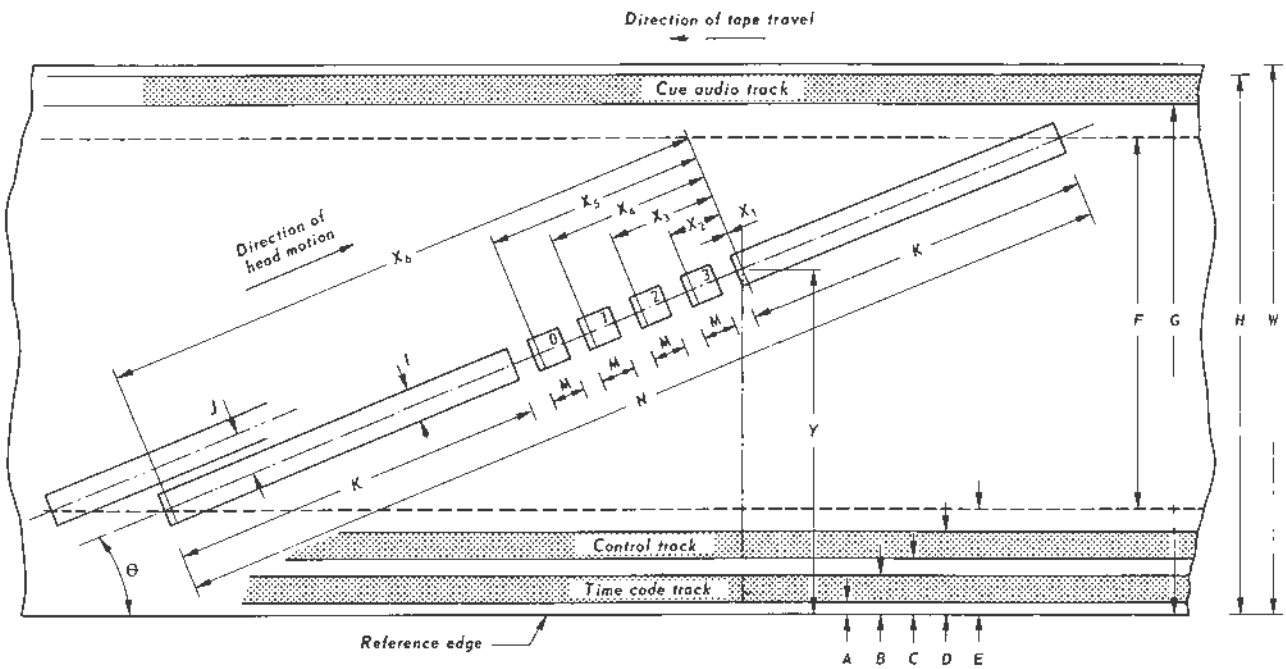 Direction of tape travel
Cue audio track
Direction of
head motion
X₆
X₅
X₄
X₃
X₂
X₁
K
F
G
H
W
3
2
1
0
M
M
M
M
N
Y
I
J
K
θ
Control track
Time code track
Reference edge
A
B
C
D
E